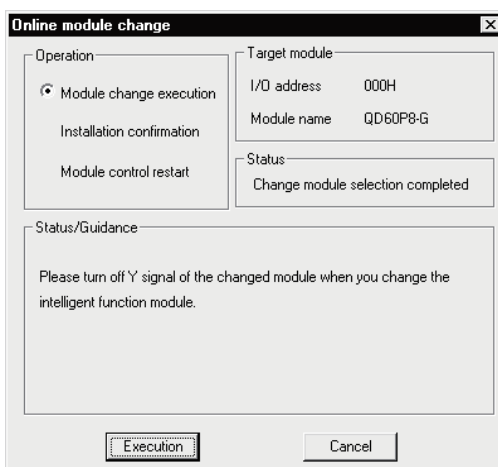 Online module change
Operation
Module change execution
Installation confirmation
Module control restart
Target module
I/O address 000H
Module name QD60P8-G
Status
Change module selection completed
Status/Guidance
Please turn off Y signal of the changed module when you change the
intelligent function module.
Execution
Cancel